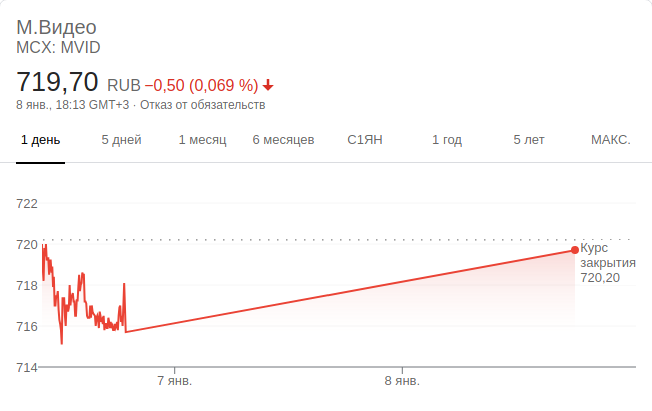 М.Видео
MCX: MVID
719,70 RUB −0,50 (0,069 %)
8 янв., 18:13 GMT+3 · Отказ от обязательств
1 день 5 дней 1 месяц 6 месяцев С1ЯН 1 год 5 лет МАКС.
722
720
718
716
714
Курс
закрытия
720,20
7 янв. 8 янв.